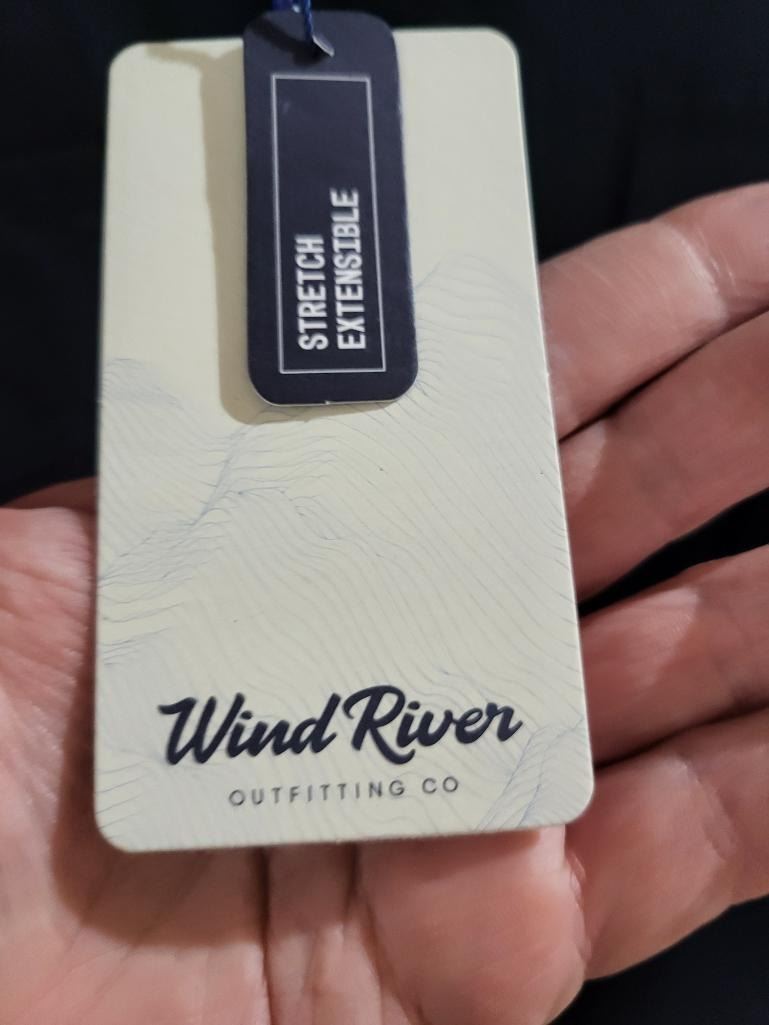 STRETCH
EXTENSIBLE
Wind River
OUTFITTING CO